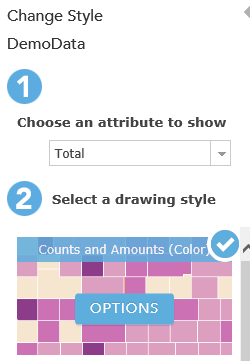 Change Style
DemoData
1
Choose an attribute to show
Total
2 Select a drawing style
Counts and Amounts (Color)
OPTIONS